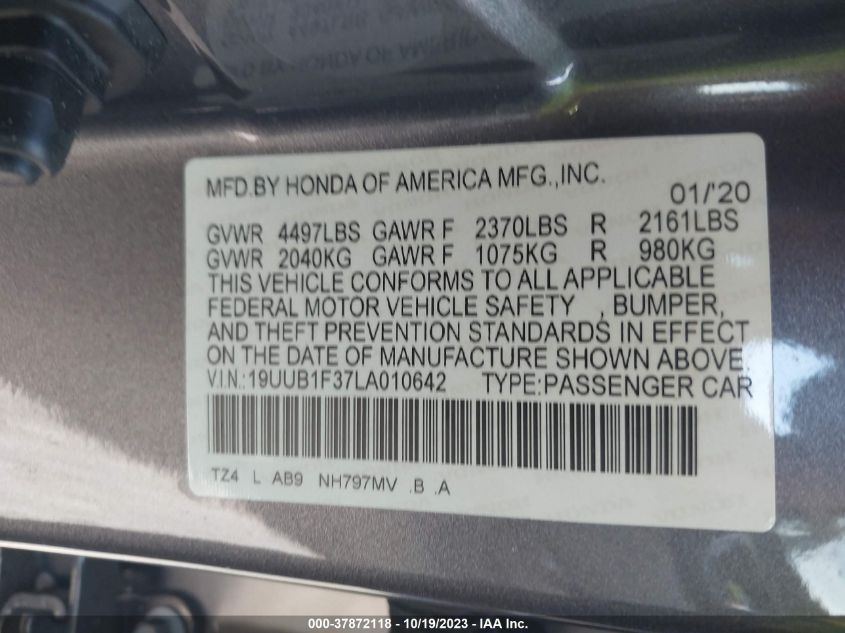 MFD.BY HONDA OF AMERICA MFG.,INC.
01/'20
GVWR 4497LBS GAWR F 2370LBS R 2161LBS
GVWR 2040KG GAWR F 1075KG R 980KG
THIS VEHICLE CONFORMS TO ALL APPLICABLE
FEDERAL MOTOR VEHICLE SAFETY , BUMPER,
AND THEFT PREVENTION STANDARDS IN EFFECT
ON THE DATE OF MANUFACTURE SHOWN ABOVE.
V.I.N.:19UUB1F37LA010642 TYPE:PASSENGER CAR
TZ4 L AB9 NH797MV .B .A
000-37872118 - 10/19/2023 - IAA Inc.